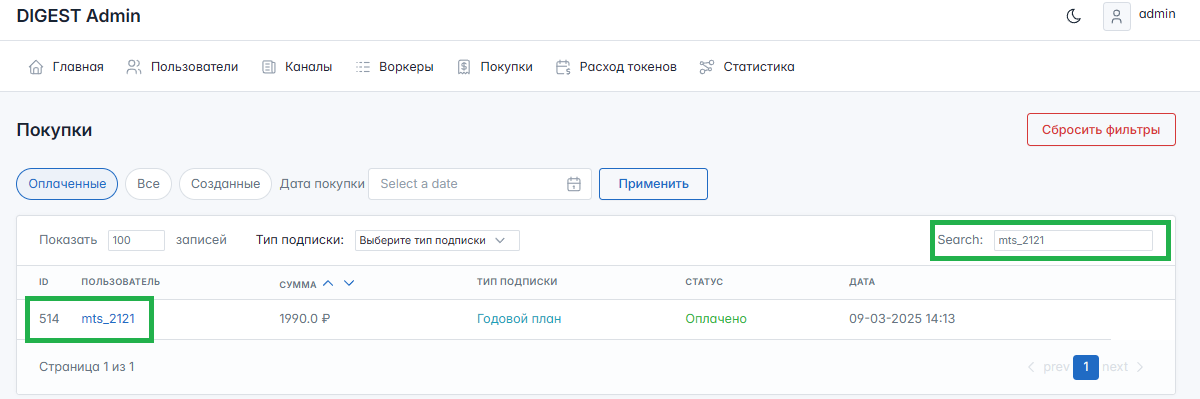 DIGEST Admin
admin
Главная Пользователи Каналы Воркеры Покупки Расход токенов Статистика
Покупки
Сбросить фильтры
Оплаченные Все Созданные Дата покупки Select a date Применить
Показать 100 записей Тип подписки: Выберите тип подписки Search: mts_2121
ID ПОЛЬЗОВАТЕЛЬ СУММА ТИП ПОДПИСКИ СТАТУС ДАТА
514 mts_2121 1990.0 ₽ Годовой план Оплачено 09-03-2025 14:13
Страница 1 из 1 prev 1 next